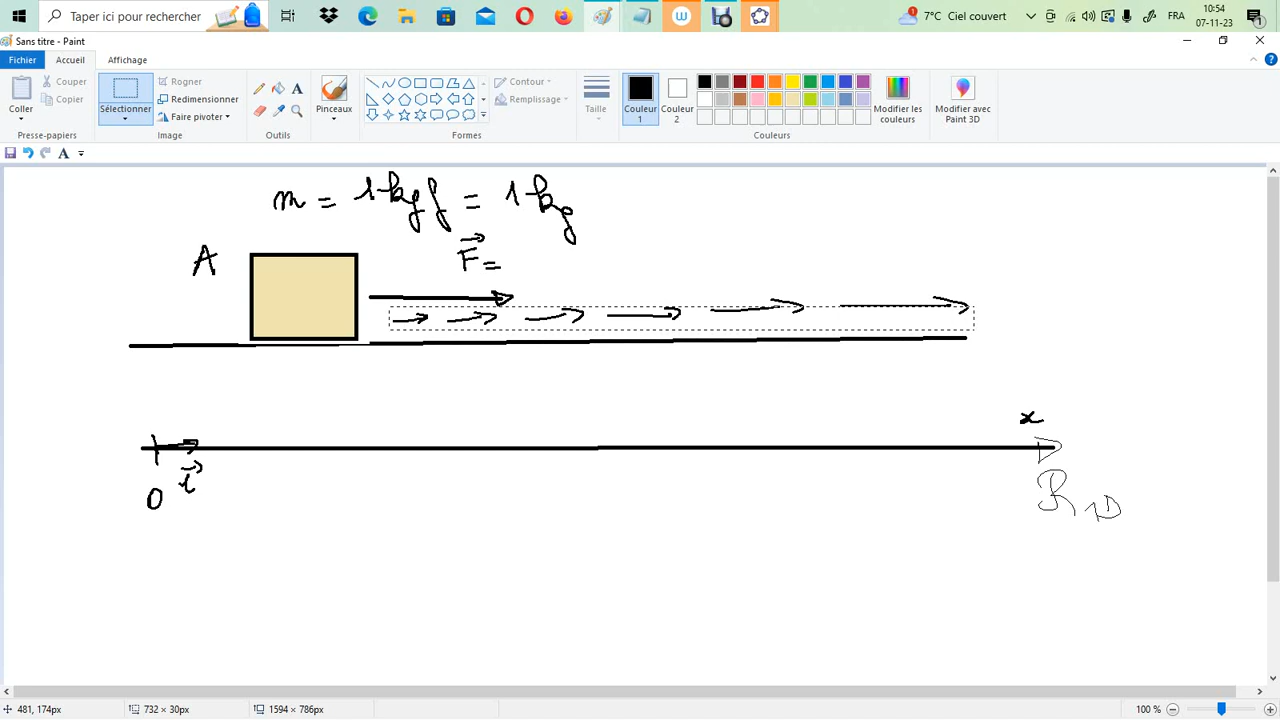 Taper ici pour rechercher
7°C Ciel couvert
FRA
10:54
07-11-23
1
Sans titre - Paint
Fichier
Accueil
Affichage
Coller
Couper
Copier
Presse-papiers
Sélectionner
Rogner
Redimensionner
Faire pivoter
Image
A
Outils
Pinceaux
Formes
Contour
Remplissage
Taille
Couleur 1
Couleur 2
Couleurs
Modifier les couleurs
Modifier avec Paint 3D
A
m = 1 kgf = 1 kg
A
F =
x
0
i
R 1D
481, 174px
732 × 30px
1594 × 786px
100 %